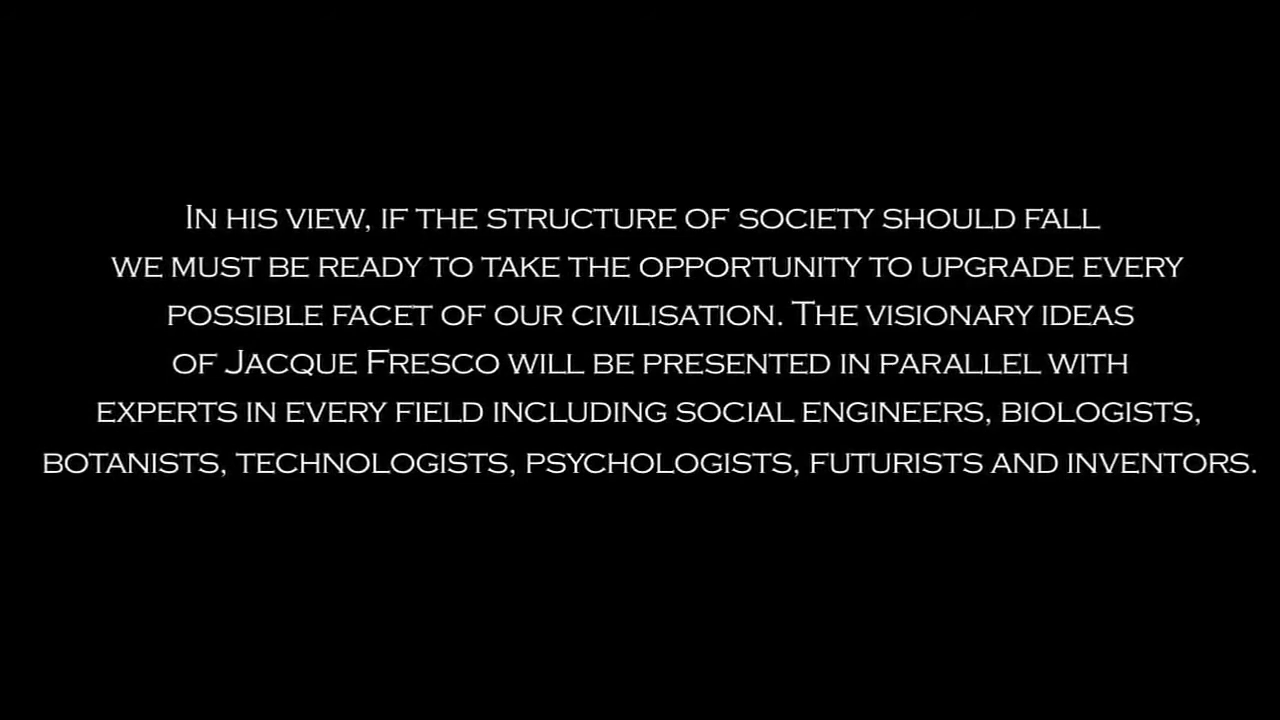 In his view, if the structure of society should fall
we must be ready to take the opportunity to upgrade every
possible facet of our civilisation. The visionary ideas
of Jacque Fresco will be presented in parallel with
experts in every field including social engineers, biologists,
botanists, technologists, psychologists, futurists and inventors.